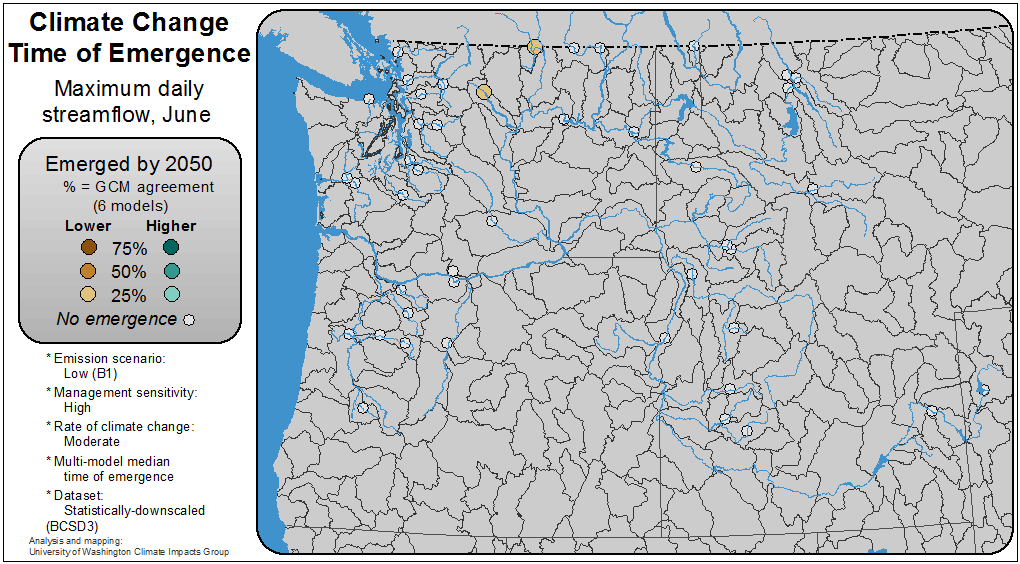 Climate Change
Time of Emergence
Maximum daily
streamflow, June
Emerged by 2050
% = GCM agreement
(6 models)
Lower Higher
75%
50%
25%
No emergence
* Emission scenario:
Low (B1)
* Management sensitivity:
High
* Rate of climate change:
Moderate
* Multi-model median
time of emergence
* Dataset:
Statistically-downscaled
(BCSD3)
Analysis and mapping:
University of Washington Climate Impacts Group